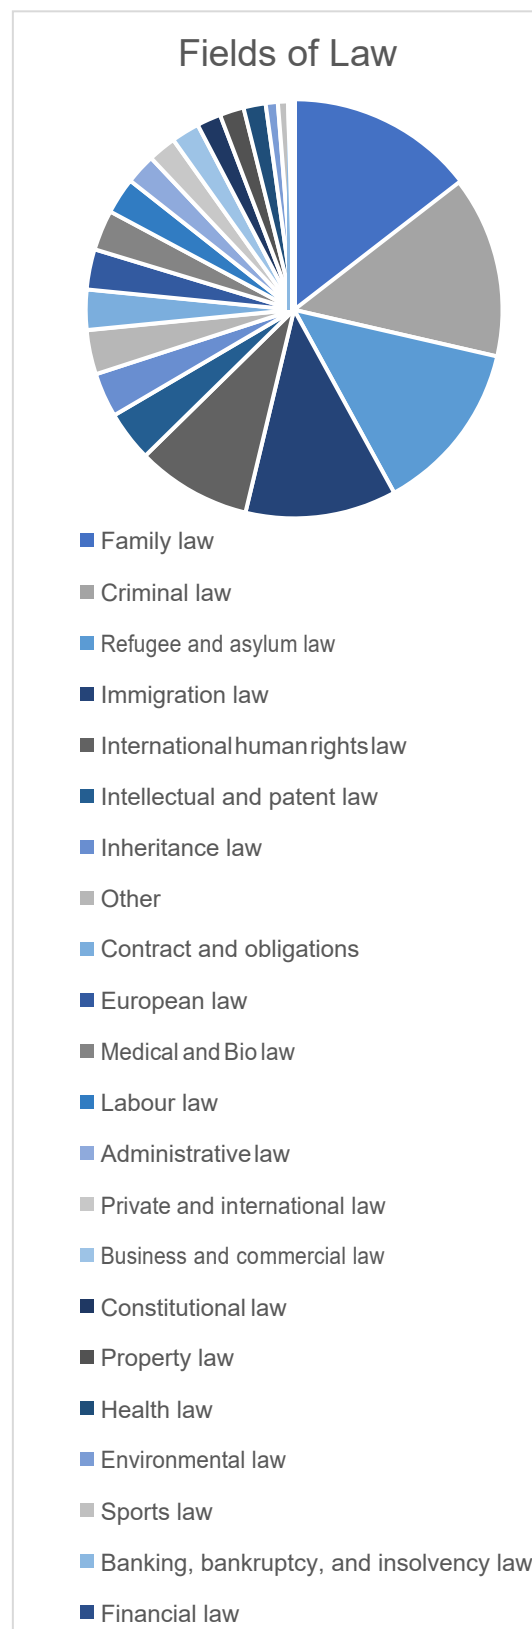 Fields of Law
Family law
Criminal law
Refugee and asylum law
Immigration law
International human rights law
Intellectual and patent law
Inheritance law
Other
Contract and obligations
European law
Medical and Bio law
Labour law
Administrative law
Private and international law
Business and commercial law
Constitutional law
Property law
Health law
Environmental law
Sports law
Banking, bankruptcy, and insolvency law
Financial law